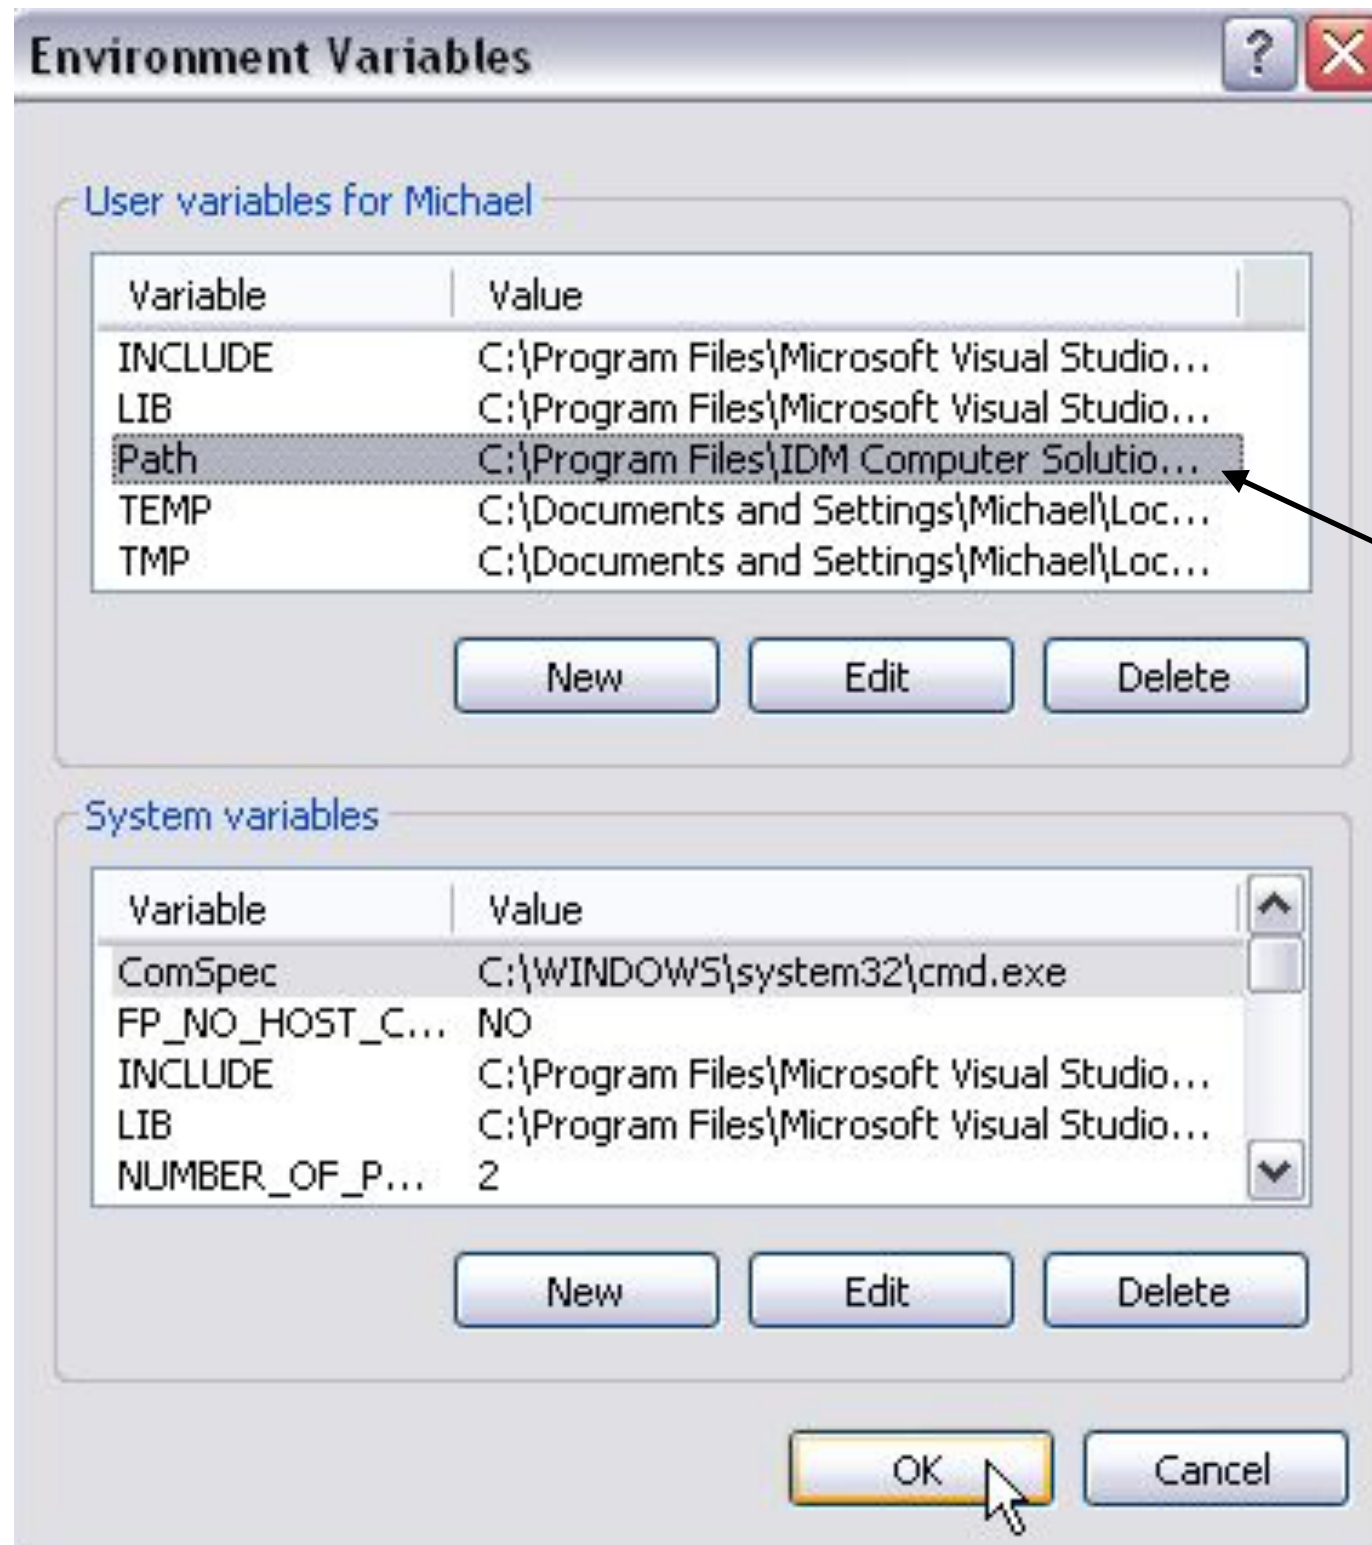 Environment Variables ?
User variables for Michael
Variable Value
INCLUDE C:\Program Files\Microsoft Visual Studio...
LIB C:\Program Files\Microsoft Visual Studio...
Path C:\Program Files\IDM Computer Solutio...
TEMP C:\Documents and Settings\Michael\Loc...
TMP C:\Documents and Settings\Michael\Loc...
New Edit Delete
System variables
Variable Value
ComSpec C:\WINDOWS\system32\cmd.exe
FP_NO_HOST_C... NO
INCLUDE C:\Program Files\Microsoft Visual Studio...
LIB C:\Program Files\Microsoft Visual Studio...
NUMBER_OF_P... 2
New Edit Delete
OK Cancel